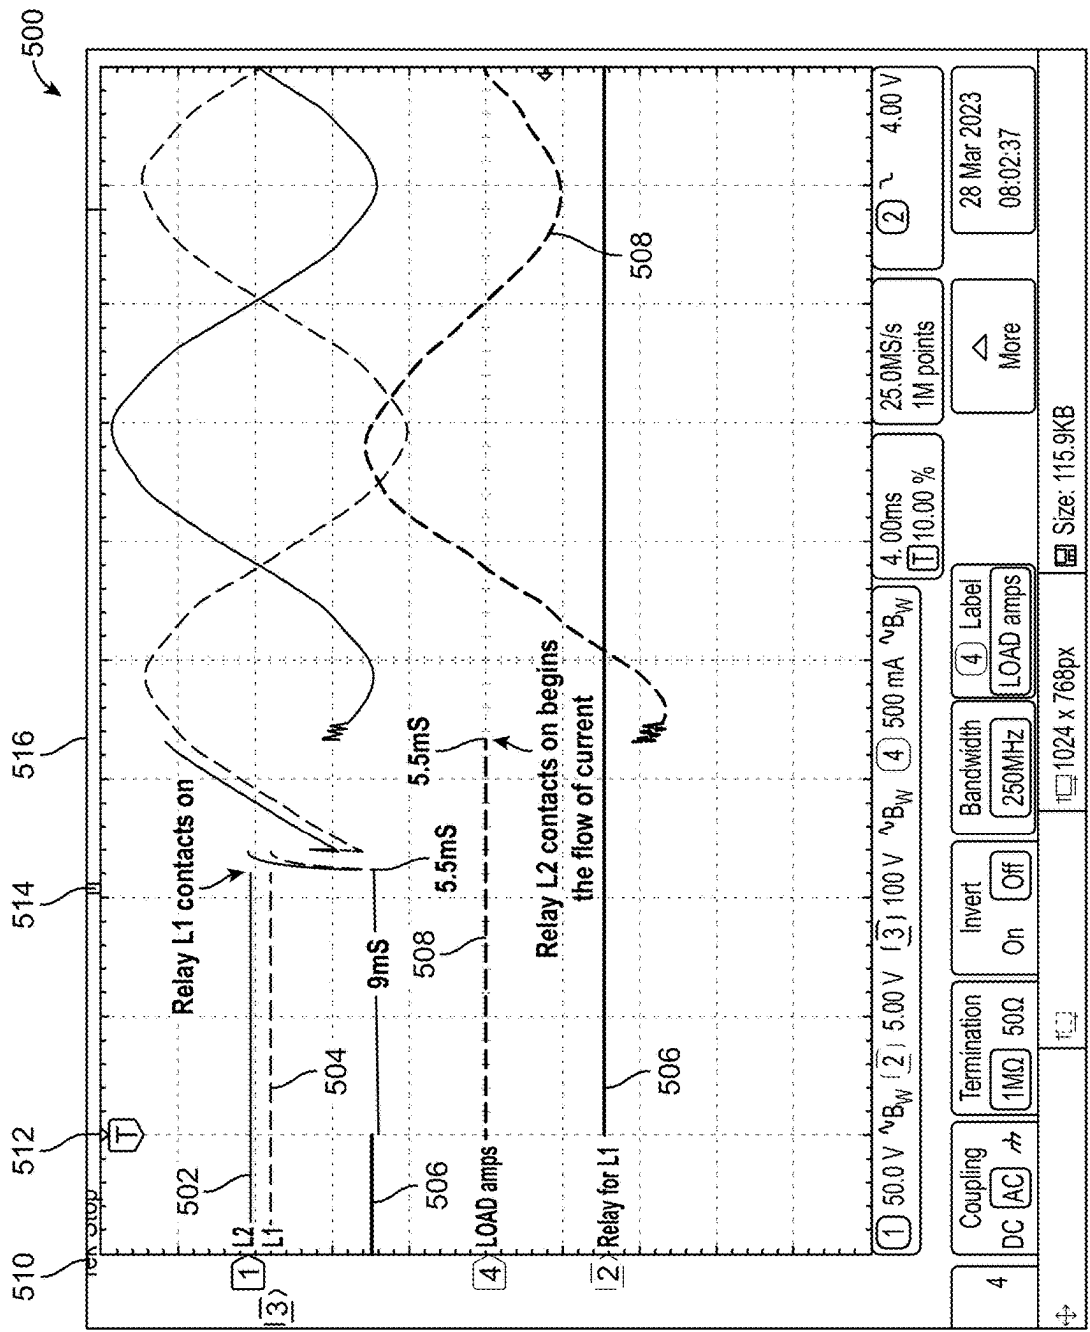 500
510
512
514
516
1
L2
3
L1
T
502
504
506
Relay L1 contacts on
9mS
5.5mS
5.5mS
508
Relay L2 contacts on begins
the flow of current
4
LOAD amps
2
Relay for L1
506
508
1 50.0 V BW 2 5.00 V 3 100 V BW 4 500 mA BW
4.00ms
T 10.00 %
25.0MS/s
1M points
2 4.00 V
4
Coupling
DC AC
Termination
1MΩ 50Ω
Invert
On Off
Bandwidth
250MHz
4 Label
LOAD amps
More
28 Mar 2023
08:02:37
1024 x 768px
Size: 115.9KB